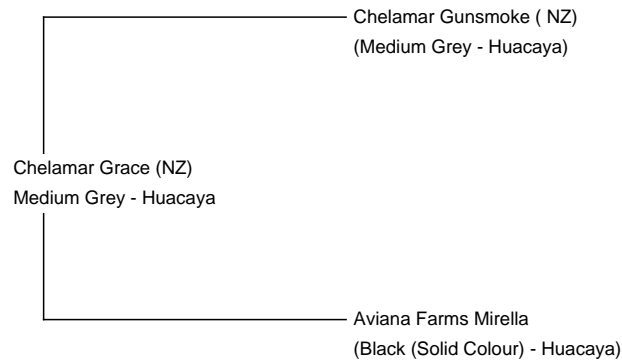 Chelamar Gunsmoke ( NZ)
(Medium Grey - Huacaya)
Chelamar Grace (NZ)
Medium Grey - Huacaya
Aviana Farms Mirella
(Black (Solid Colour) - Huacaya)